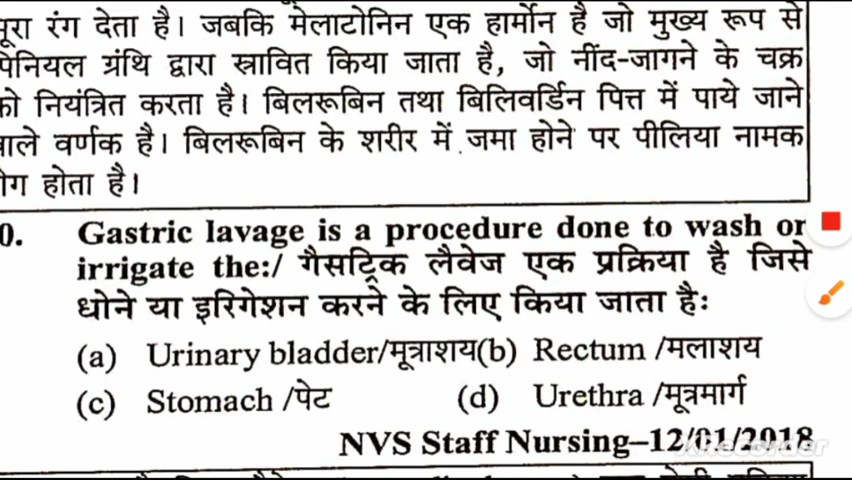 भूरा रंग देता है। जबकि मेलाटोनिन एक हार्मोन है जो मुख्य रूप से
पिनियल ग्रंथि द्वारा स्रावित किया जाता है, जो नींद-जागने के चक्र
को नियंत्रित करता है। बिलरूबिन तथा बिलिवर्डिन पित्त में पाये जाने
वाले वर्णक है। बिलरूबिन के शरीर में जमा होने पर पीलिया नामक
रोग होता है।
0. Gastric lavage is a procedure done to wash or
irrigate the:/ गैसट्रिक लैवेज एक प्रक्रिया है जिसे
धोने या इरिगेशन करने के लिए किया जाता है:
(a) Urinary bladder/मूत्राशय(b) Rectum /मलाशय
(c) Stomach /पेट (d) Urethra /मूत्रमार्ग
NVS Staff Nursing–12/01/2018
XRecorder